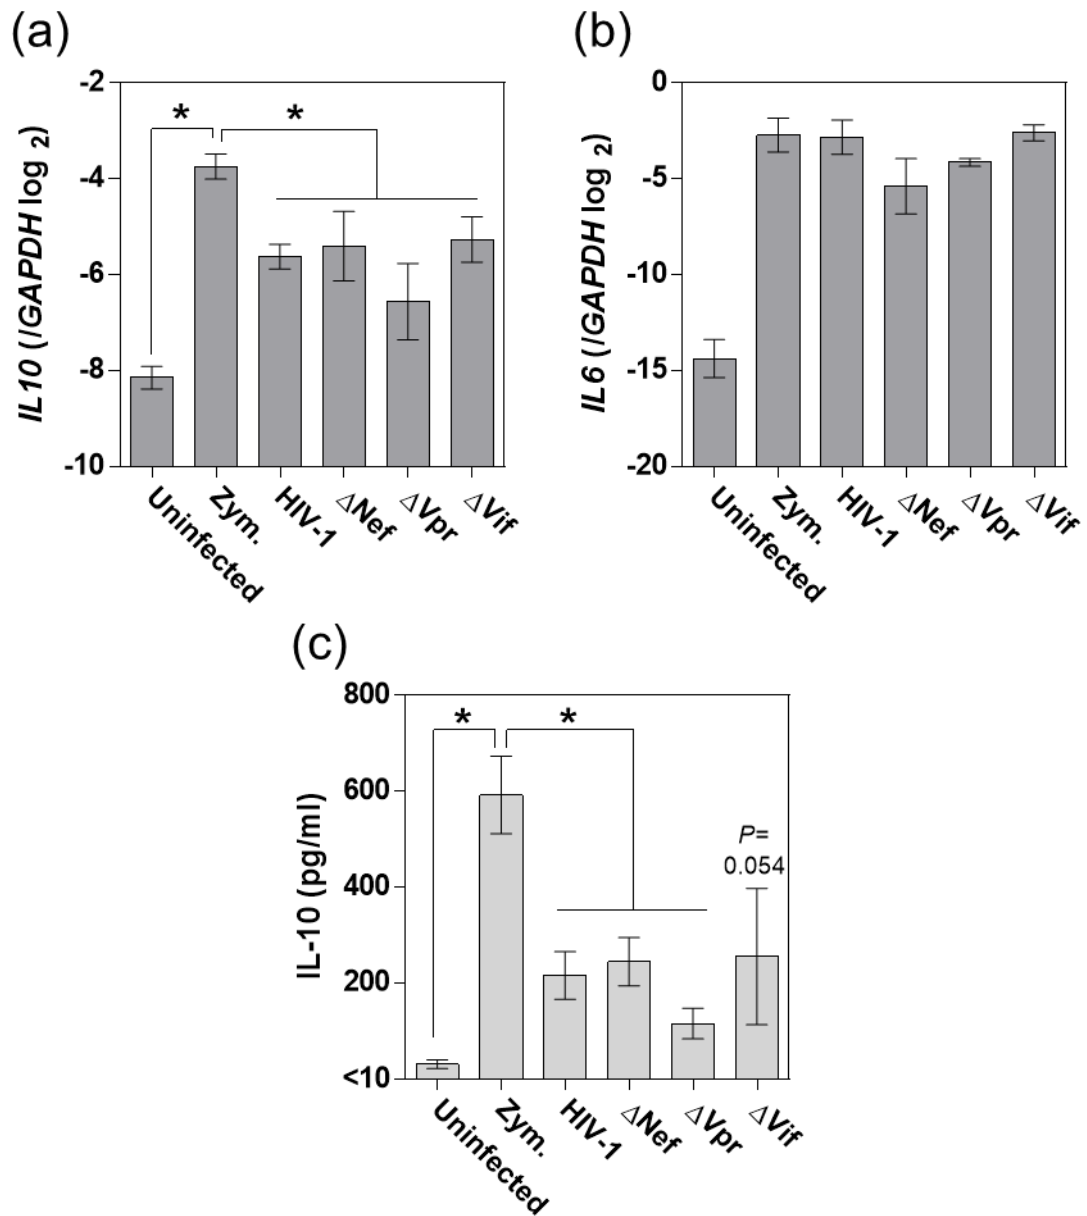 (a)
IL10 (/GAPDH log 2)
-2
-4
-6
-8
-10
*
*
Uninfected
Zym.
HIV-1
ΔNef
ΔVpr
ΔVif
(b)
IL6 (/GAPDH log 2)
0
-5
-10
-15
-20
Uninfected
Zym.
HIV-1
ΔNef
ΔVpr
ΔVif
(c)
IL-10 (pg/ml)
800
600
400
200
<10
*
*
P=
0.054
Uninfected
Zym.
HIV-1
ΔNef
ΔVpr
ΔVif